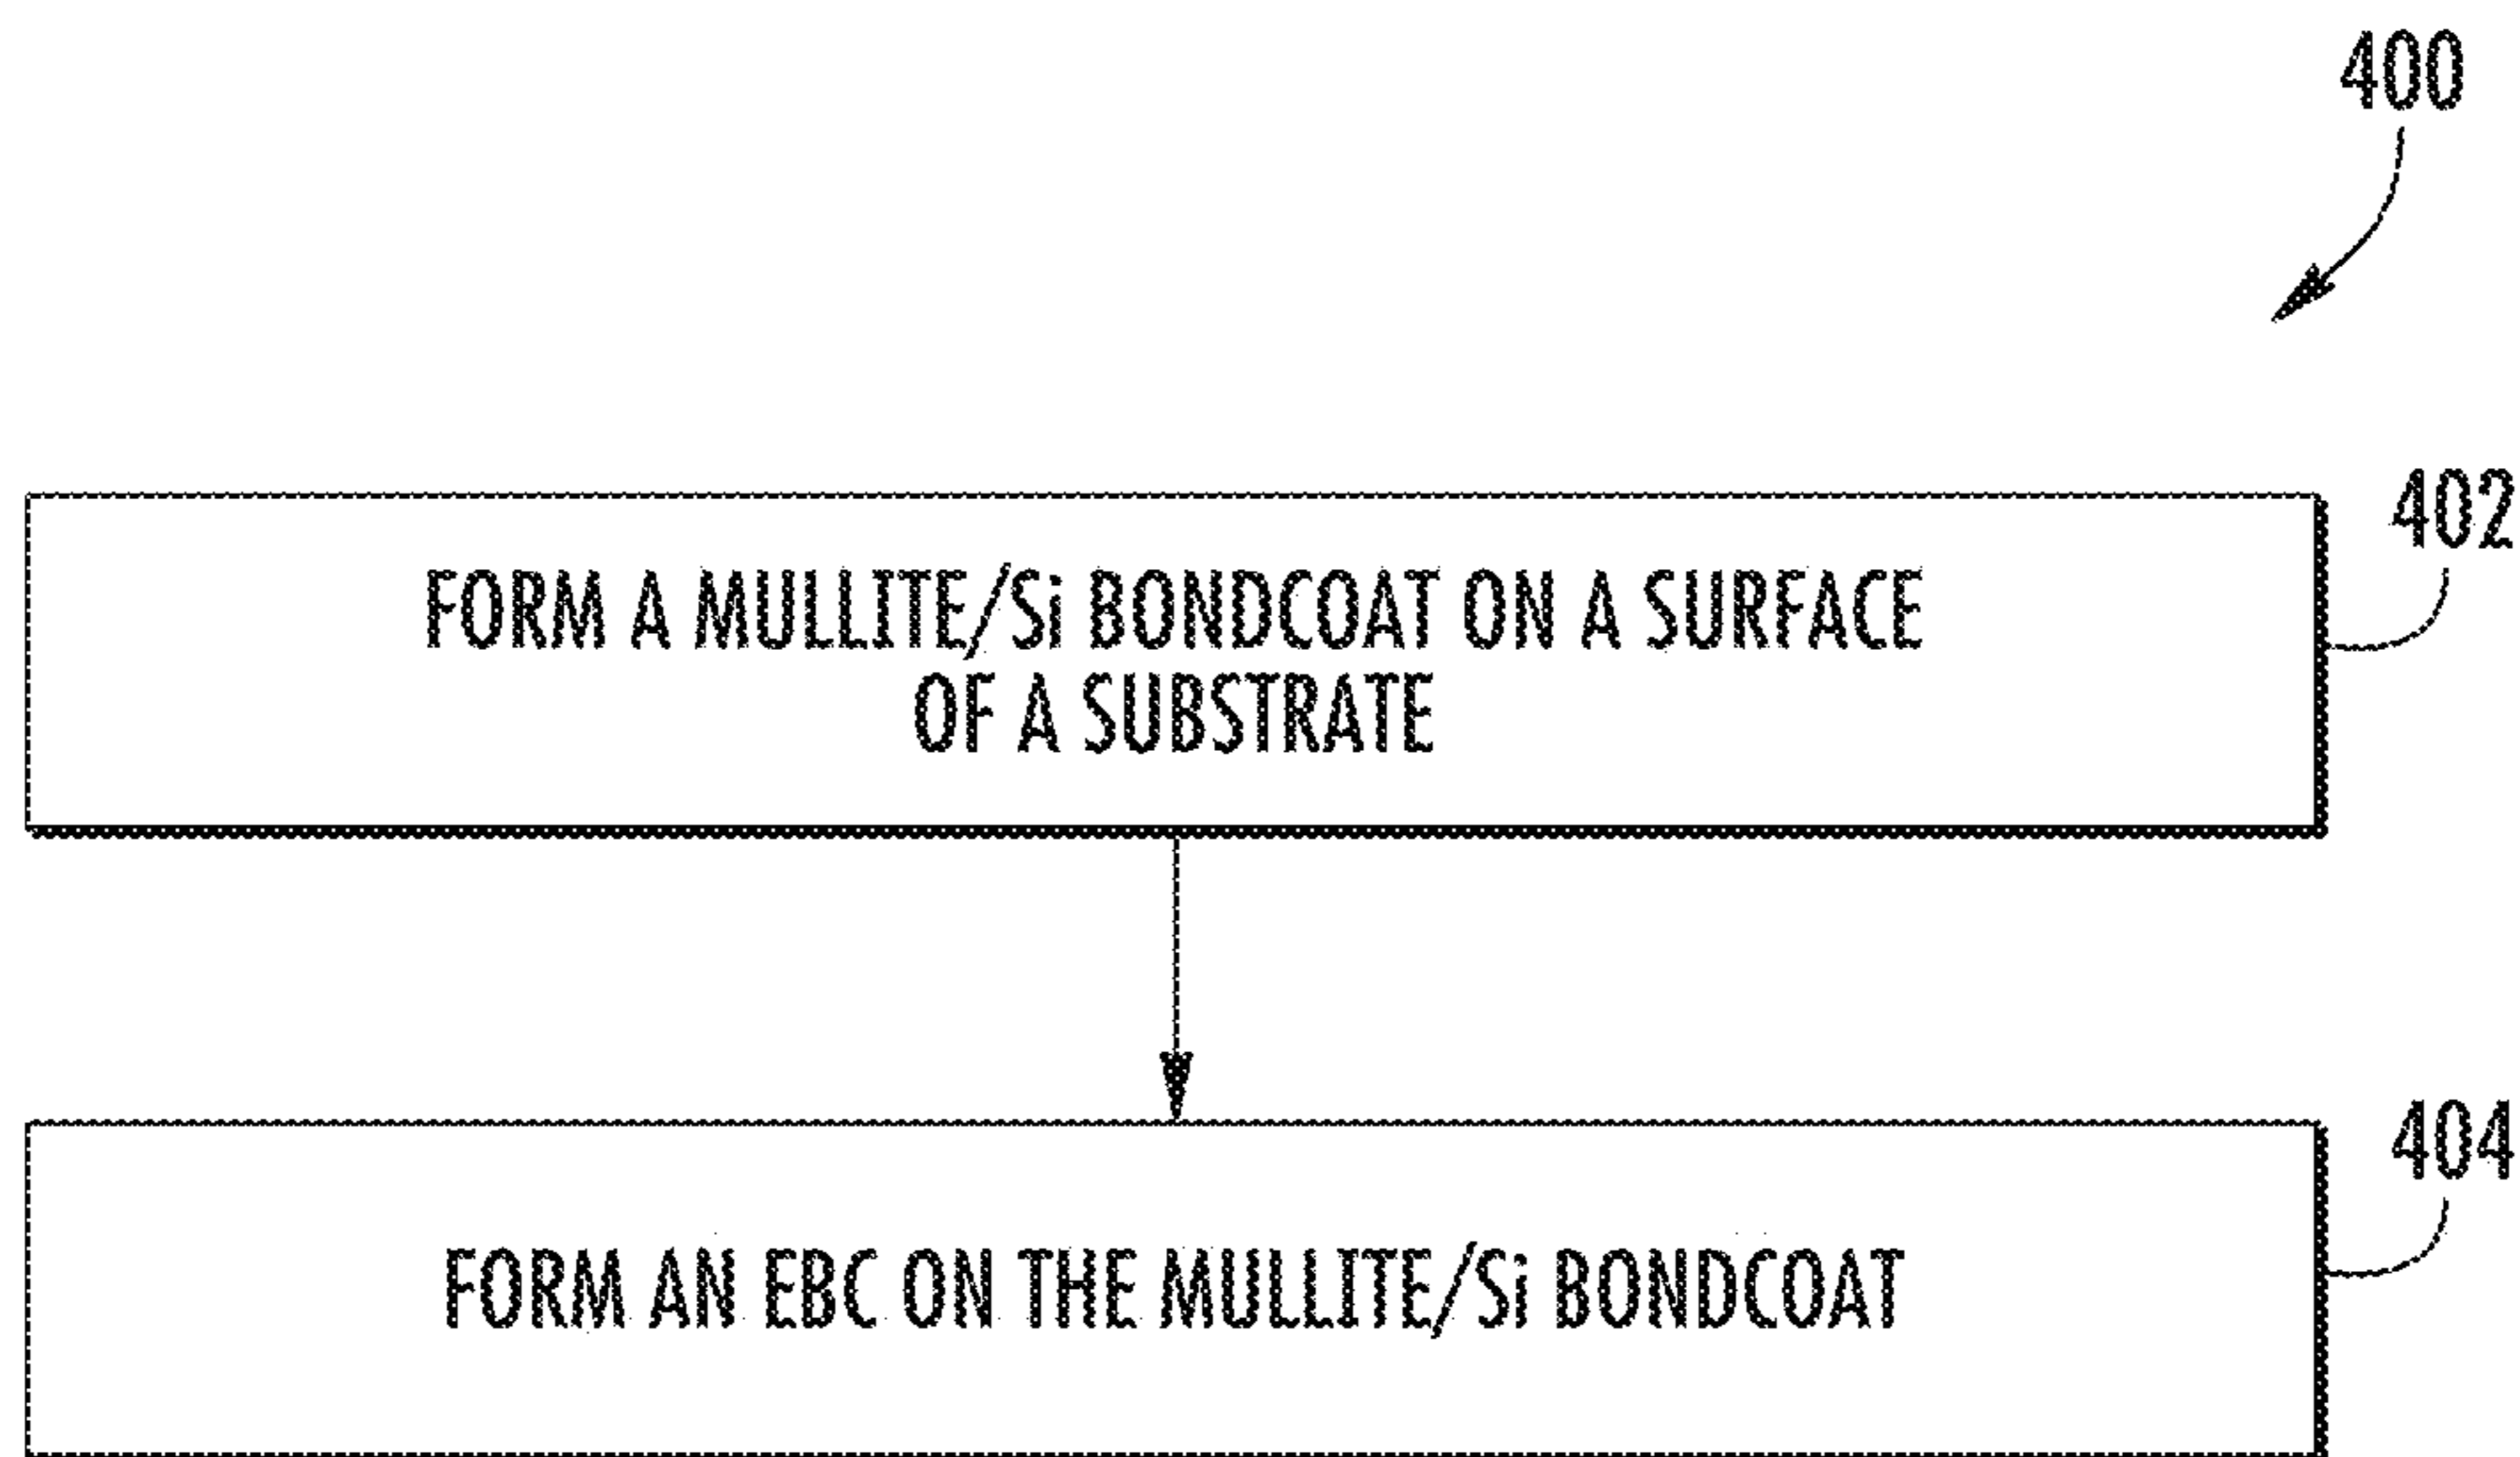 400
402
FORM A MULLITE/Si BONDCOAT ON A SURFACE
OF A SUBSTRATE
404
FORM AN EBC ON THE MULLITE/Si BONDCOAT